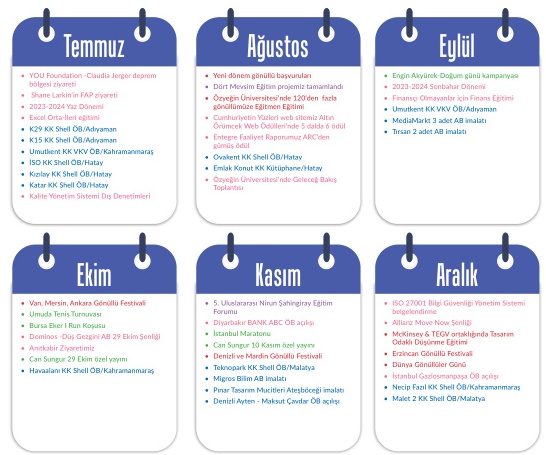 Temmuz
YOU Foundation -Claudia Jerger deprem
bölgesi ziyareti
Shane Larkin'in FAP ziyareti
2023-2024 Yaz Dönemi
Excel Orta-İleri eğitimi
K29 KK Shell ÖB/Adıyaman
K15 KK Shell ÖB/Adıyaman
Umutkent KK VKV ÖB/Kahramanmaraş
İSO KK Shell ÖB/Hatay
Kızılay KK Shell ÖB/Hatay
Katar KK Shell ÖB/Hatay
Kalite Yönetim Sistemi Dış Denetimleri
Ağustos
Yeni dönem gönüllü başvuruları
Dört Mevsim Eğitim projemiz tamamlandı
Özyeğin Üniversitesi'nde 120'den fazla
gönüllümüze Eğitmen Eğitimi
Cumhuriyetin Yüzleri web sitemiz Altın
Örümcek Web Ödülleri'nde 5 dalda 6 ödül
Entegre Faaliyet Raporumuz ARC'den
gümüş ödül
Ovakent KK Shell ÖB/Hatay
Emlak Konut KK Kütüphane/Hatay
Özyeğin Üniversitesi'nde Geleceğ Bakış
Toplantısı
Eylül
Engin Akyürek-Doğum günü kampanyası
2023-2024 Sonbahar Dönemi
Finansçı Olmayanlar için Finans Eğitimi
Umutkent KK VKV ÖB/Adıyaman
MediaMarkt 3 adet AB imalatı
Tırsan 2 adet AB imalatı
Ekim
Van, Mersin, Ankara Gönüllü Festivali
Umuda Tenis Turnuvası
Bursa Eker I Run Koşusu
Dominos -Düş Gezgini AB 29 Ekim Şenliği
Anıtkabir Ziyaretimiz
Can Sungur 29 Ekim özel yayını
Havaalanı KK Shell ÖB/Kahramanmaraş
Kasım
5. Uluslararası Nirun Şahingiray Eğitim
Forumu
Diyarbakır BANK ABC ÖB açılışı
İstanbul Maratonu
Can Sungur 10 Kasım özel yayını
Denizli ve Mardin Gönüllü Festivali
Teknopark KK Shell ÖB/Malatya
Migros Bilim AB imalatı
Pınar Tasarım Mucitleri Ateşböceği imalatı
Denizli Ayten - Maksut Çavdar ÖB açılışı
Aralık
ISO 27001 Bilgi Güvenliği Yönetim Sistemi
belgelendirme
Allianz Move Now Şenliği
McKinsey & TEGV ortaklığında Tasarım
Odaklı Düşünme Eğitimi
Erzincan Gönüllü Festivali
Dünya Gönüllüler Günü
İstanbul Gaziosmanpaşa ÖB açılışı
Necip Fazıl KK Shell ÖB/Kahramanmaraş
Malet 2 KK Shell ÖB/Malatya